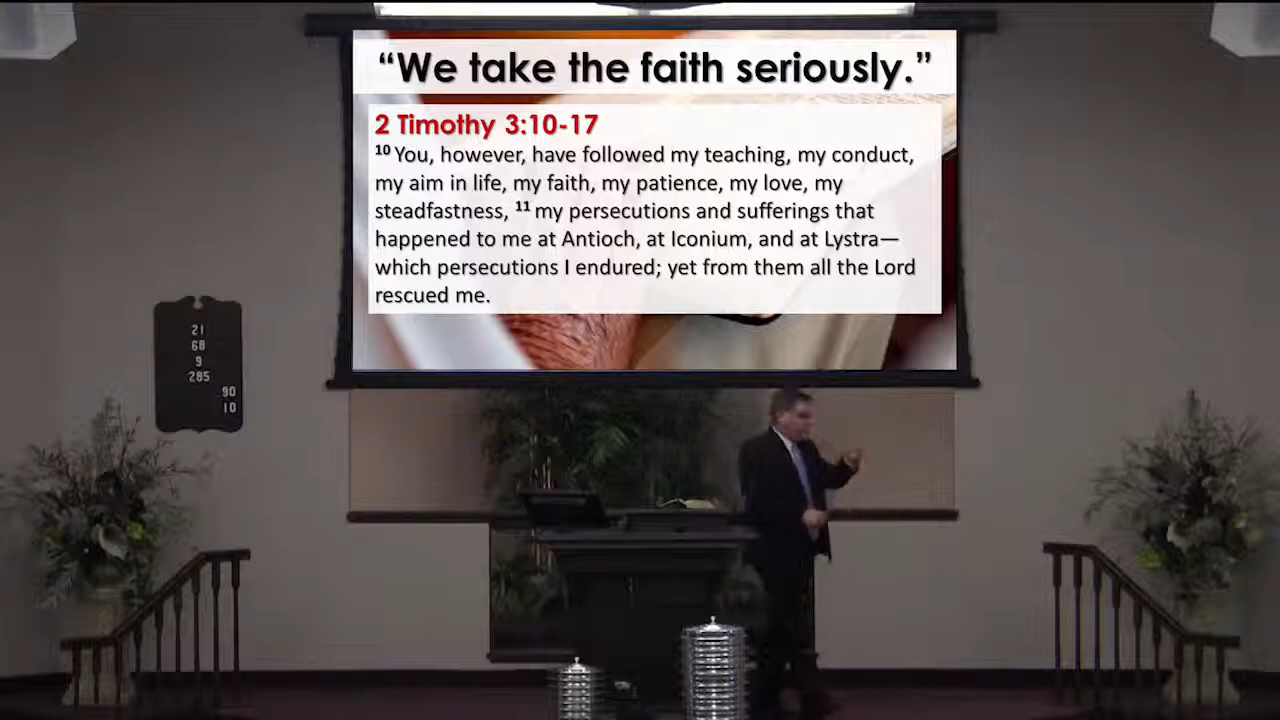 “We take the faith seriously.”
2 Timothy 3:10-17
10 You, however, have followed my teaching, my conduct,
my aim in life, my faith, my patience, my love, my
steadfastness, 11 my persecutions and sufferings that
happened to me at Antioch, at Iconium, and at Lystra—
which persecutions I endured; yet from them all the Lord
rescued me.
21
68
9
285
90
10